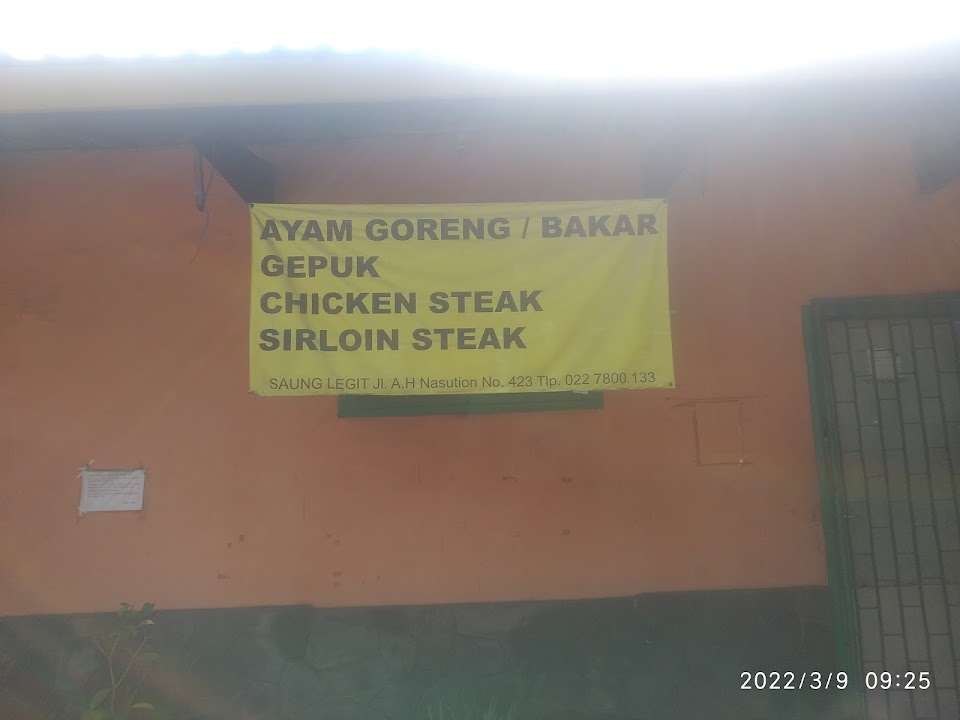 AYAM GORENG / BAKAR
GEPUK
CHICKEN STEAK
SIRLOIN STEAK
SAUNG LEGIT Jl. A.H Nasution No. 423 Tlp. 022 7800 133
2022/3/9 09:25